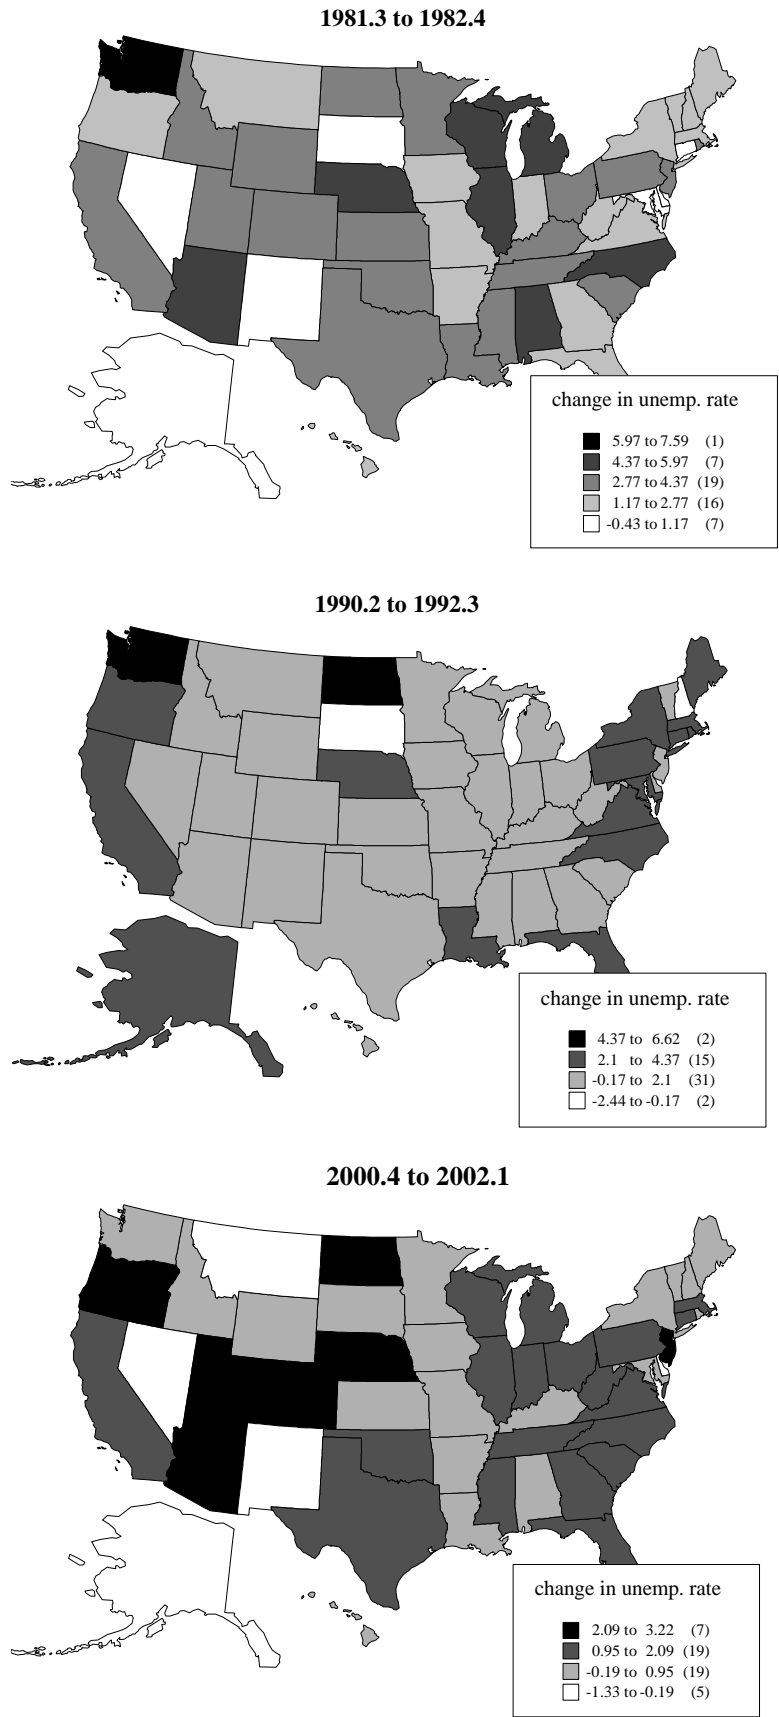 1981.3 to 1982.4
change in unemp. rate
5.97 to 7.59 (1)
4.37 to 5.97 (7)
2.77 to 4.37 (19)
1.17 to 2.77 (16)
-0.43 to 1.17 (7)
1990.2 to 1992.3
change in unemp. rate
4.37 to 6.62 (2)
2.1 to 4.37 (15)
-0.17 to 2.1 (31)
-2.44 to -0.17 (2)
2000.4 to 2002.1
change in unemp. rate
2.09 to 3.22 (7)
0.95 to 2.09 (19)
-0.19 to 0.95 (19)
-1.33 to -0.19 (5)